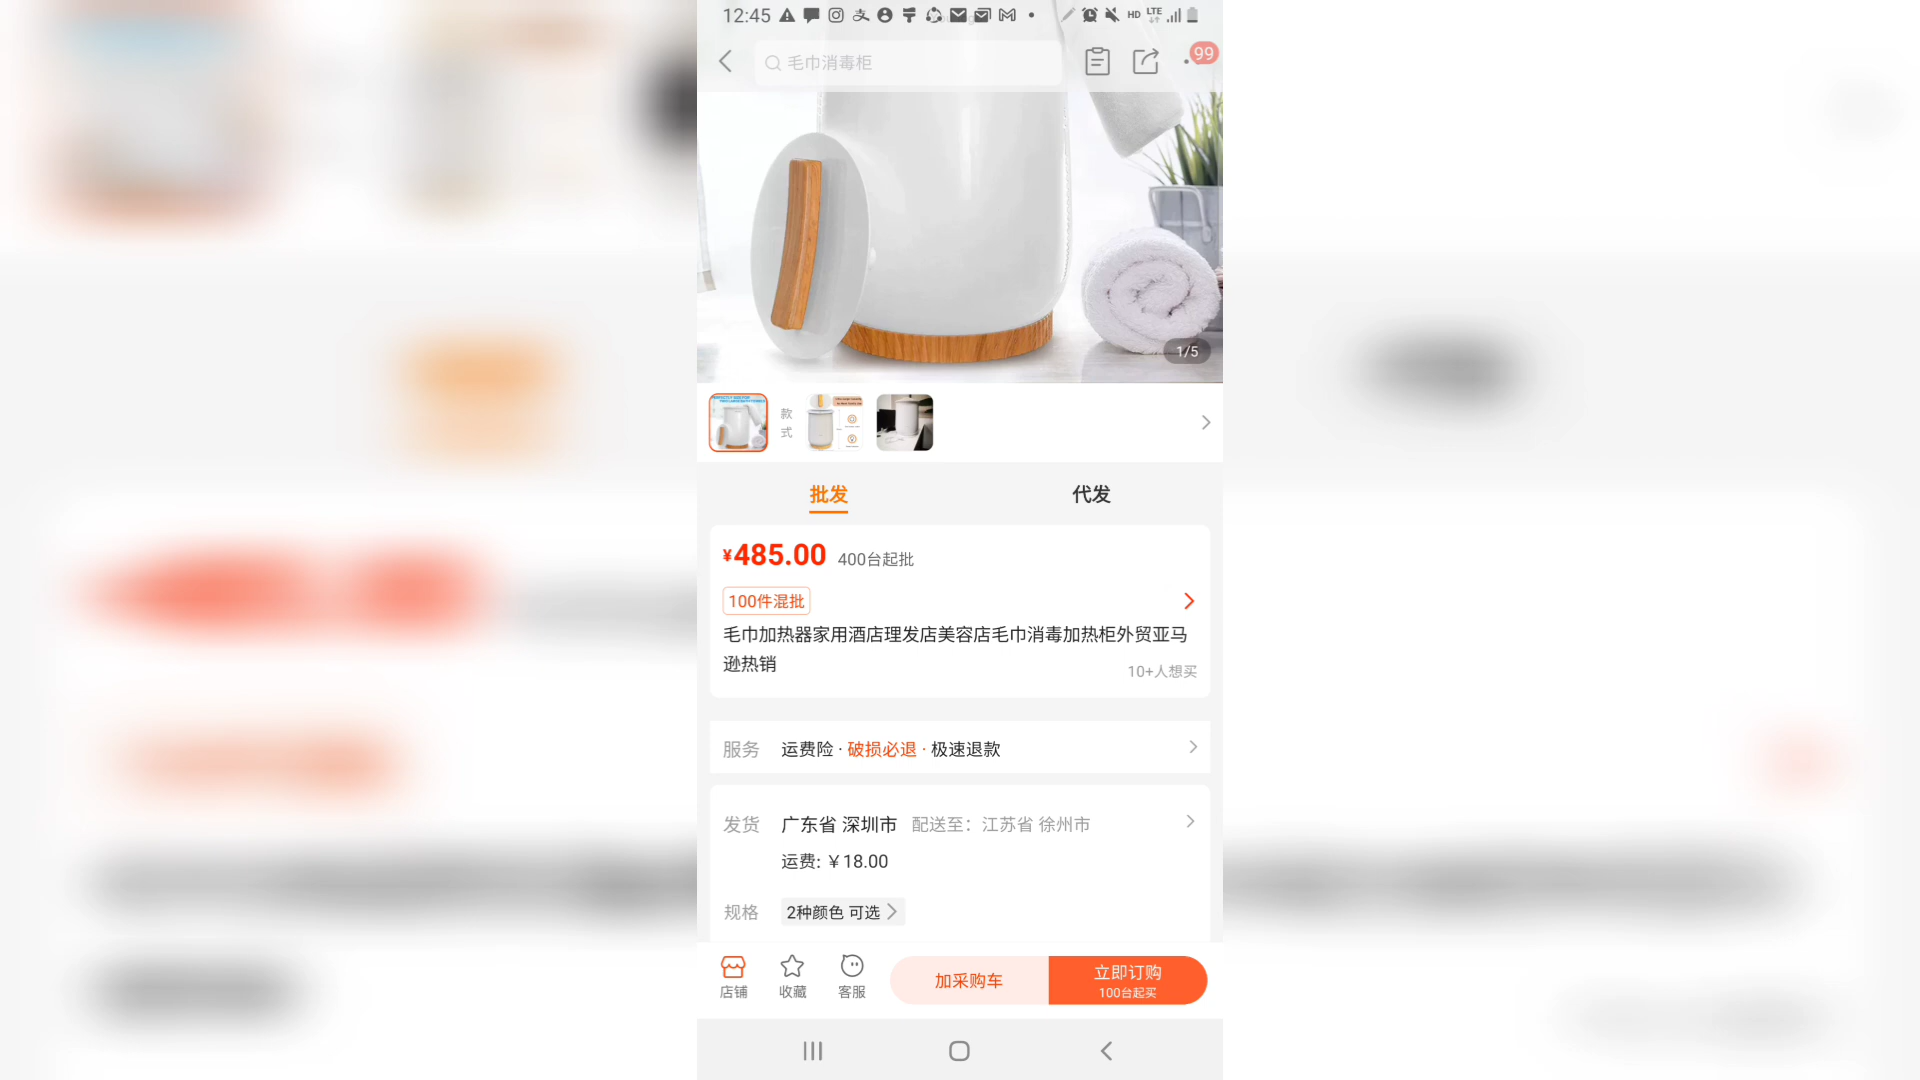 12:45
HD LTE
毛巾消毒柜
99
1/5
款
式
批发
代发
¥485.00 400台起批
100件混批
毛巾加热器家用酒店理发店美容店毛巾消毒加热柜外贸亚马
逊热销
10+人想买
服务 运费险 · 破损必退 · 极速退款
发货 广东省 深圳市 配送至：江苏省 徐州市
运费: ￥18.00
规格 2种颜色 可选
店铺
收藏
客服
加采购车
立即订购
100台起买